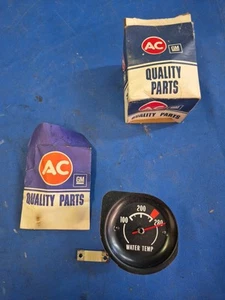 AC
GM
QUALITY
PARTS
AC
GM
QUALITY PARTS
200
100
280
WATER TEMP